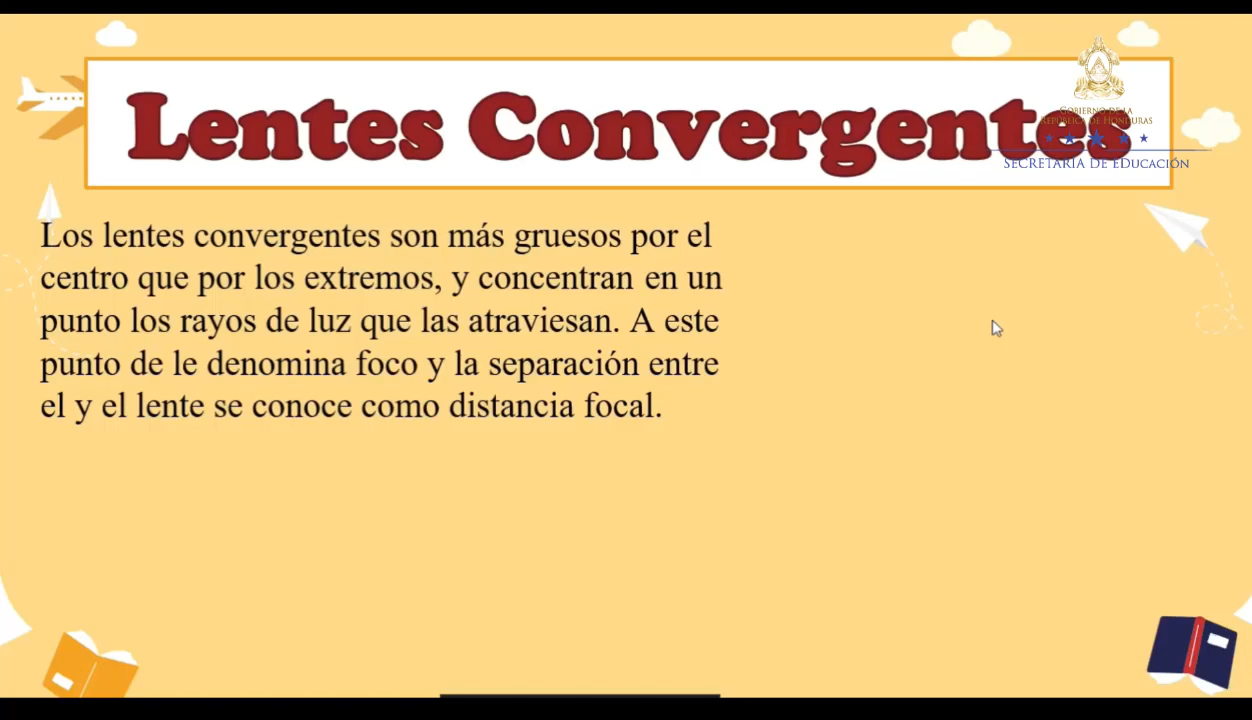 Lentes Convergentes
GOBIERNO DE LA
REPÚBLICA DE HONDURAS
SECRETARÍA DE EDUCACIÓN
Los lentes convergentes son más gruesos por el
centro que por los extremos, y concentran en un
punto los rayos de luz que las atraviesan. A este
punto de le denomina foco y la separación entre
el y el lente se conoce como distancia focal.